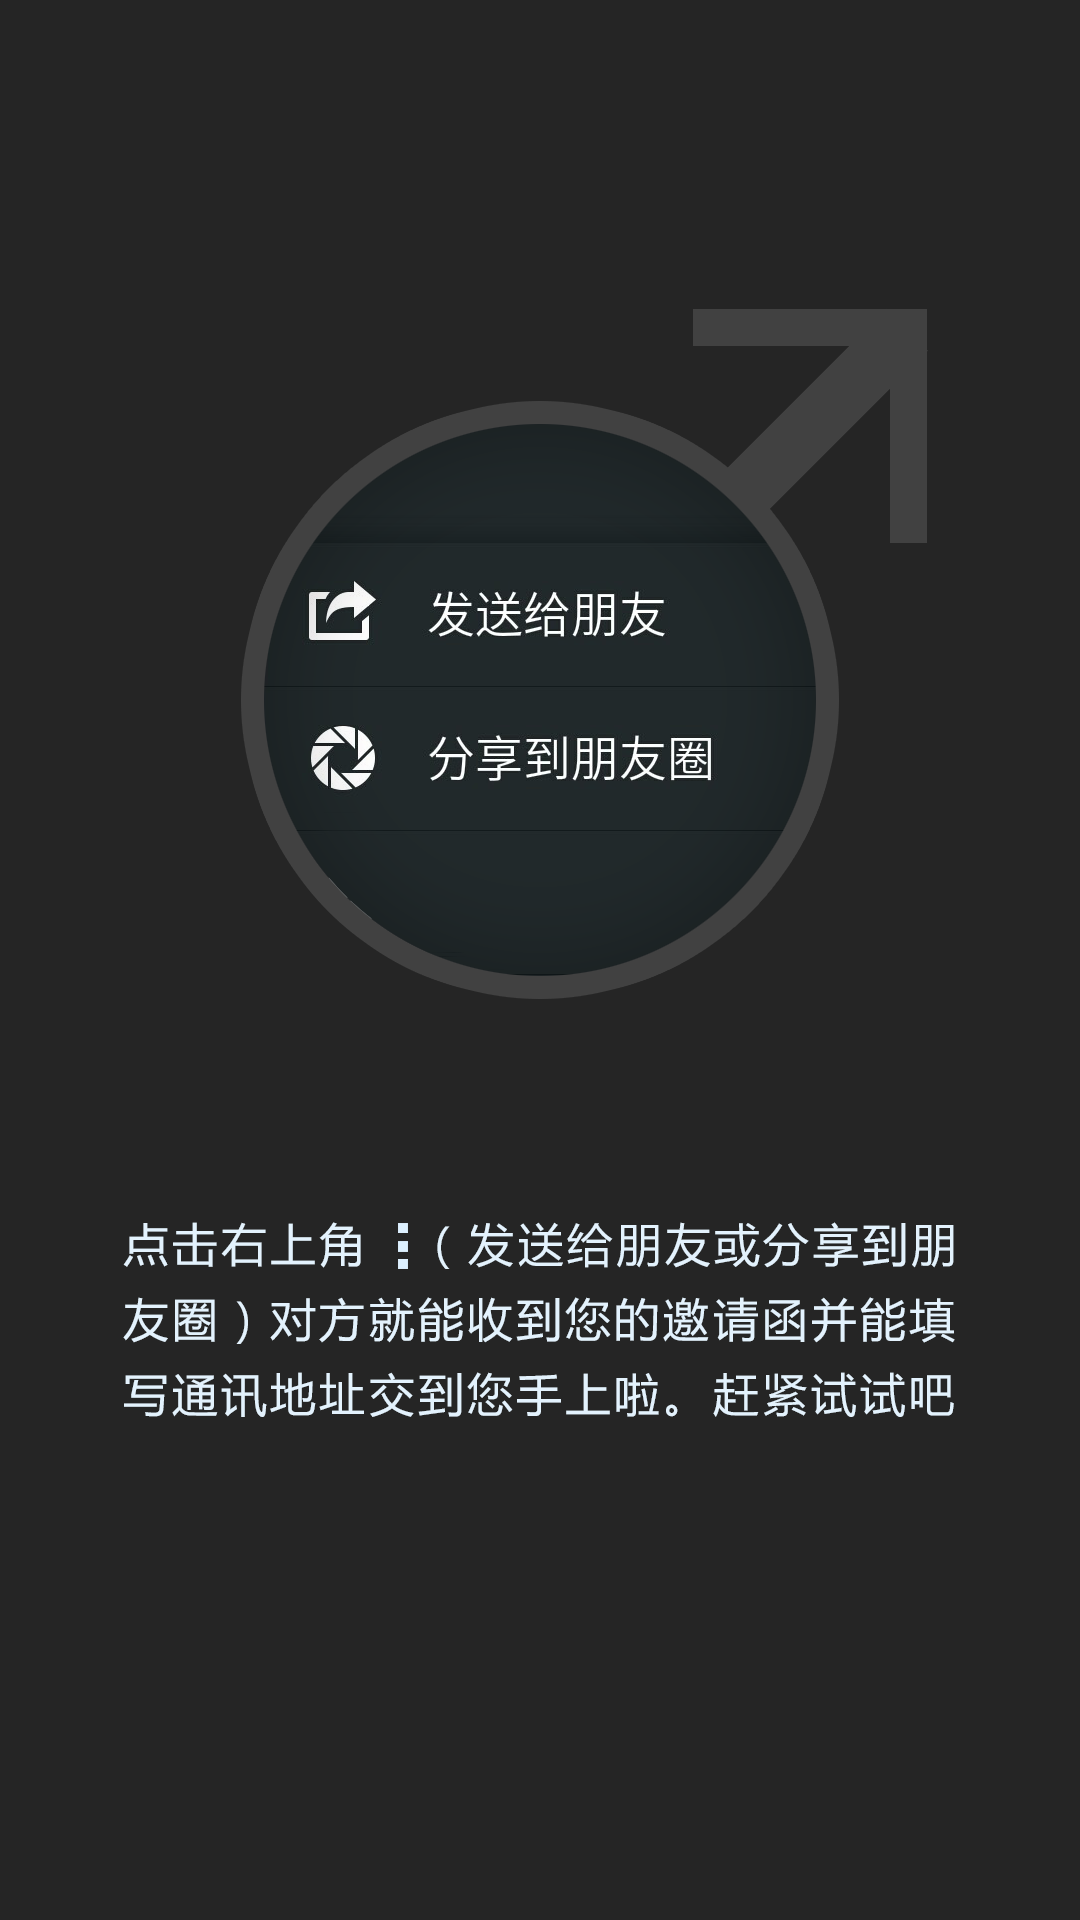 发送给朋友
分享到朋友圈
点击右上角 ⋮（发送给朋友或分享到朋
友圈）对方就能收到您的邀请函并能填
写通讯地址交到您手上啦。赶紧试试吧